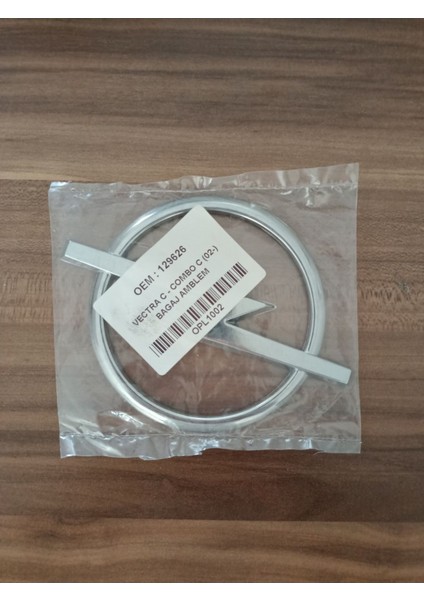 OEM : 129626
VECTRA C - COMBO C (02-)
BAGAJ AMBLEM
OPL1002